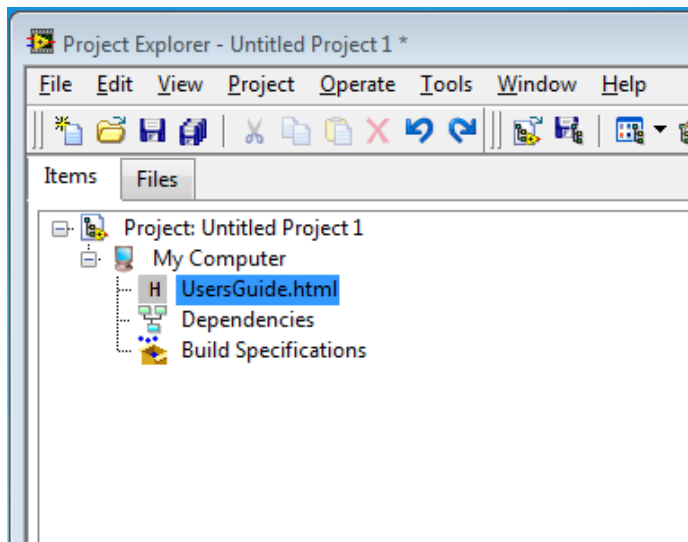 Project Explorer - Untitled Project 1 *
File Edit View Project Operate Tools Window Help
Items Files
Project: Untitled Project 1
My Computer
H UsersGuide.html
Dependencies
Build Specifications